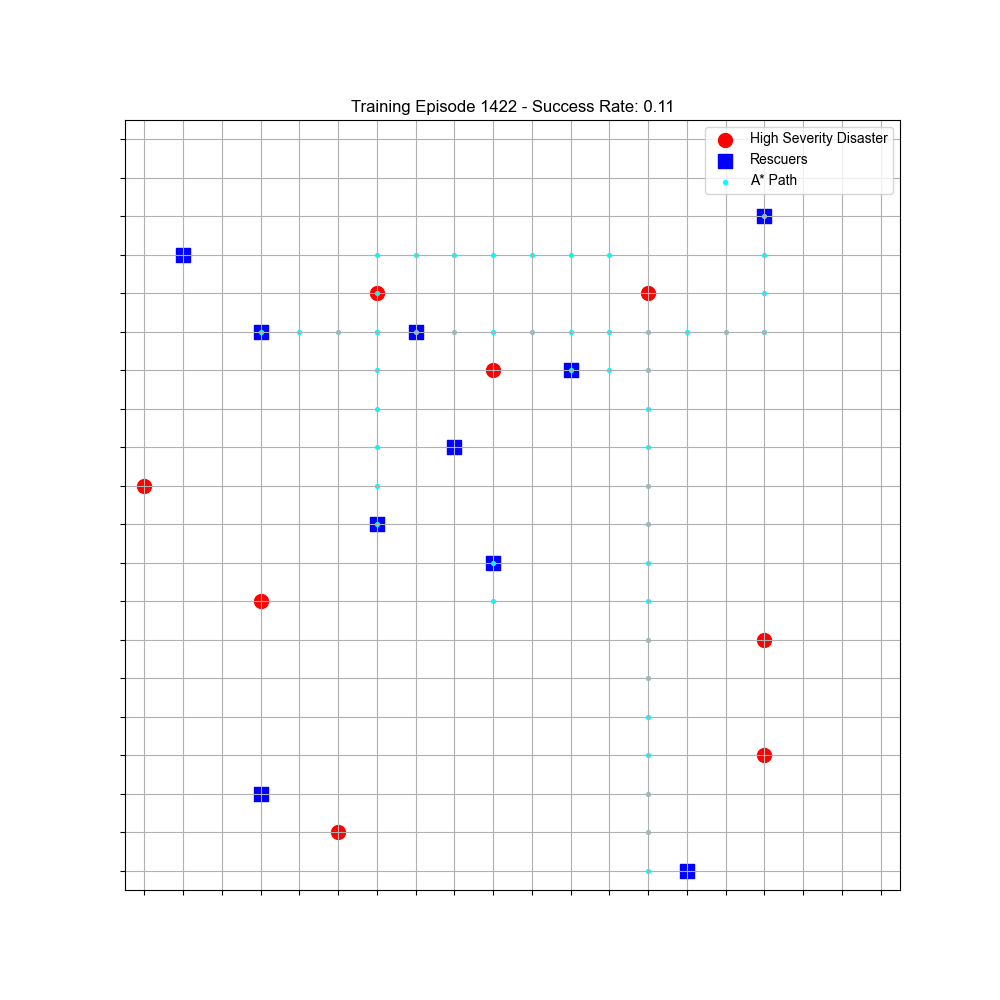 Training Episode 1422 - Success Rate: 0.11
High Severity Disaster
Rescuers
A* Path